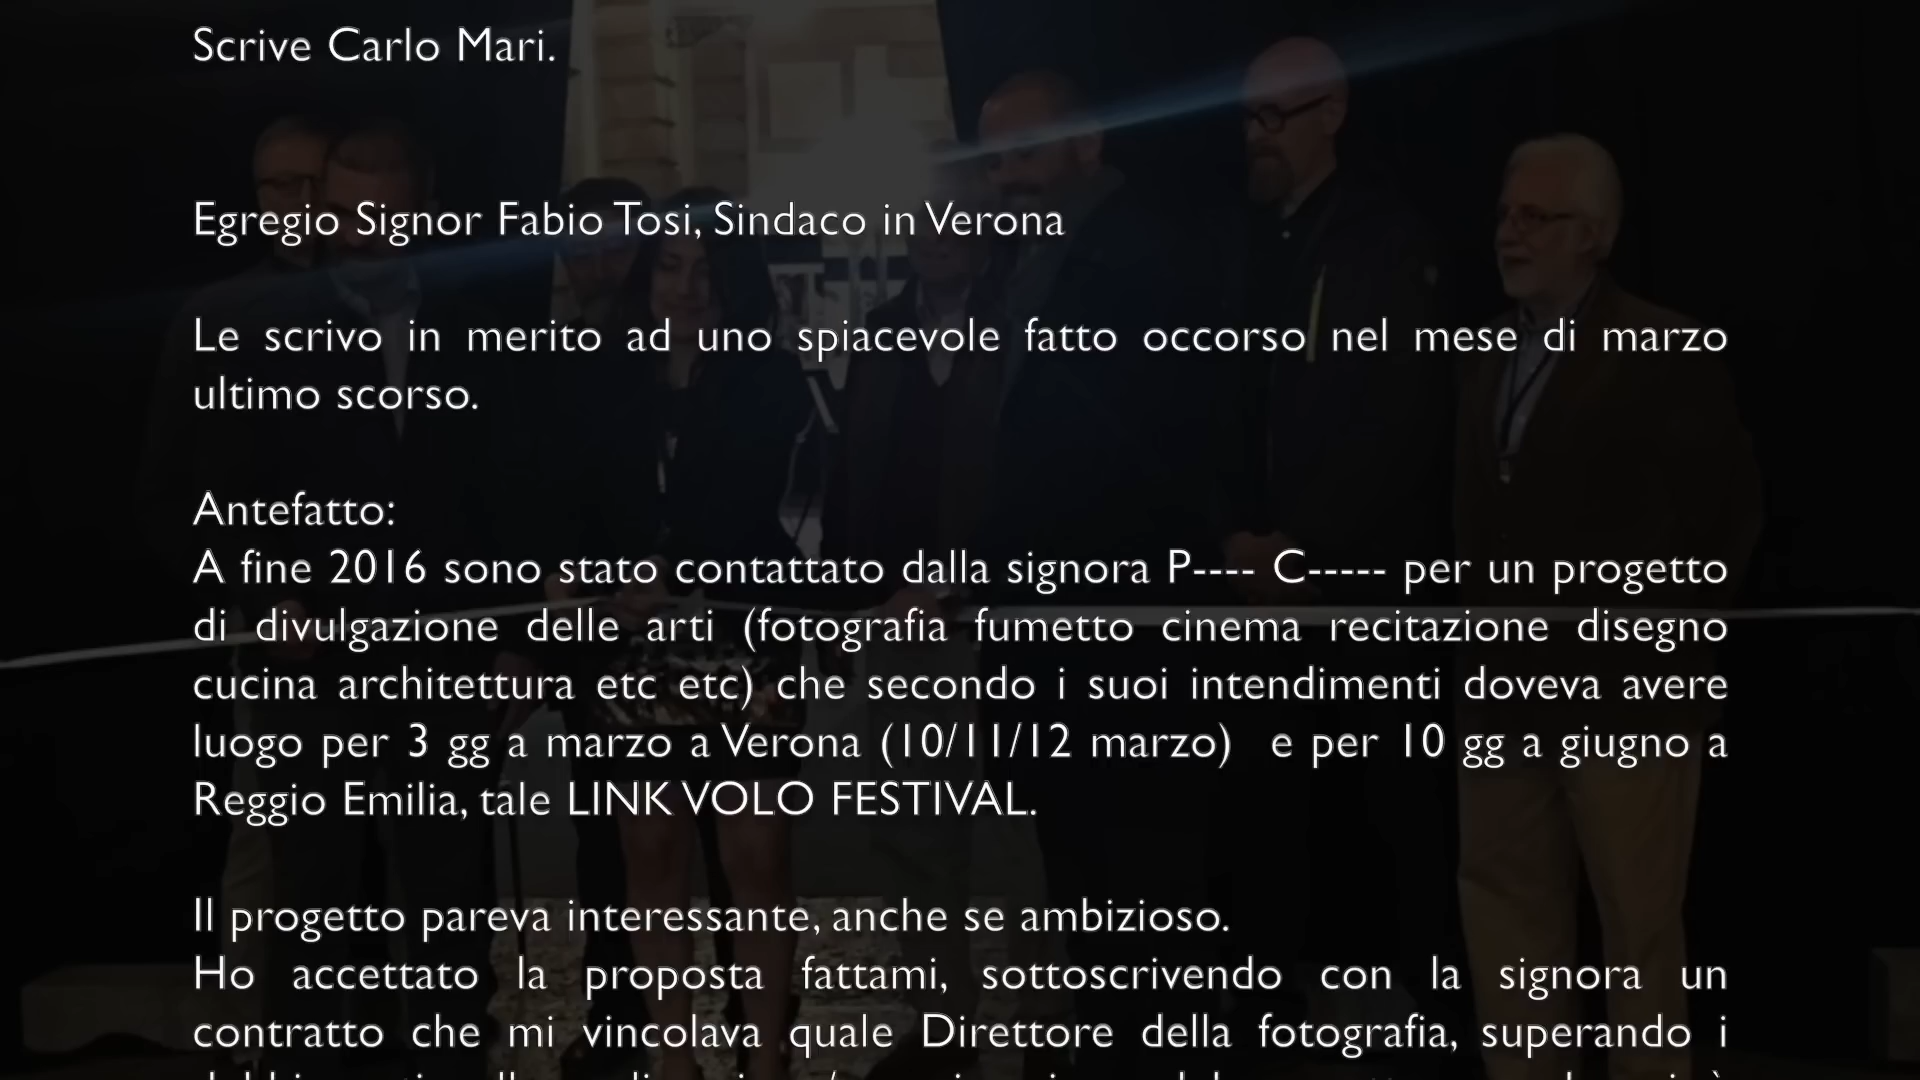 Scrive Carlo Mari.
Egregio Signor Fabio Tosi, Sindaco in Verona
Le scrivo in merito ad uno spiacevole fatto occorso nel mese di marzo
ultimo scorso.
Antefatto:
A fine 2016 sono stato contattato dalla signora P---- C----- per un progetto
di divulgazione delle arti (fotografia fumetto cinema recitazione disegno
cucina architettura etc etc) che secondo i suoi intendimenti doveva avere
luogo per 3 gg a marzo a Verona (10/11/12 marzo) e per 10 gg a giugno a
Reggio Emilia, tale LINK VOLO FESTIVAL.
Il progetto pareva interessante, anche se ambizioso.
Ho accettato la proposta fattami, sottoscrivendo con la signora un
contratto che mi vincolava quale Direttore della fotografia, superando i